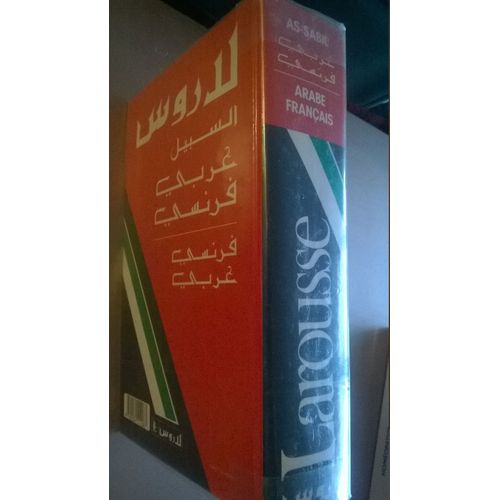 لاروس
السبيل
عربي
فرنسي
فرنسي
عربي
لاروس
AS-SABIL
عربي
فرنسي
ARABE
FRANÇAIS
Larousse